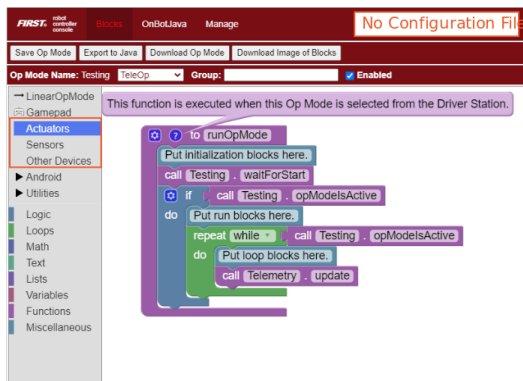 FIRST. robot controller console Blocks OnBotJava Manage No Configuration File
Save Op Mode Export to Java Download Op Mode Download Image of Blocks
Op Mode Name: Testing TeleOp Group: Enabled
LinearOpMode
Gamepad
Actuators
Sensors
Other Devices
Android
Utilities
Logic
Loops
Math
Text
Lists
Variables
Functions
Miscellaneous
This function is executed when this Op Mode is selected from the Driver Station.
? to runOpMode
Put initialization blocks here.
call Testing . waitForStart
if call Testing . opModeIsActive
do Put run blocks here.
repeat while call Testing . opModeIsActive
do Put loop blocks here.
call Telemetry . update